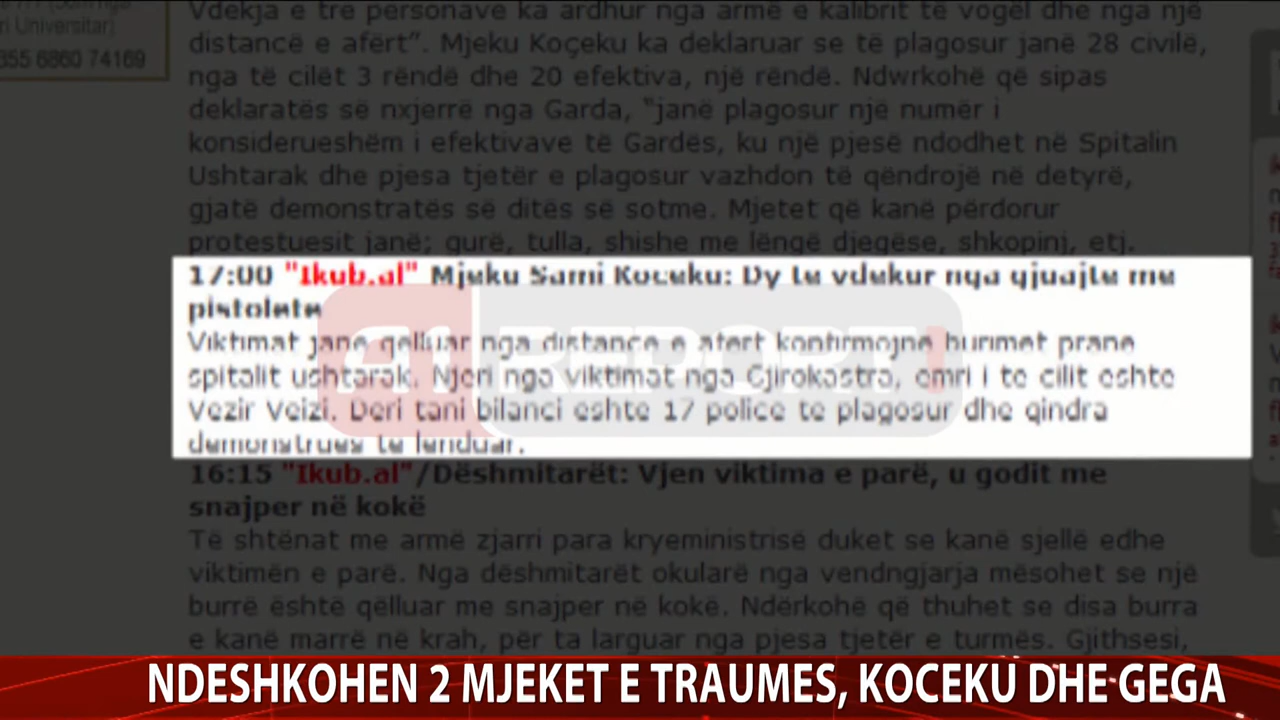 ri Universitar)
355 6860 74169
Vdekja e tre personave ka ardhur nga armë e kalibrit të vogël dhe nga një
distancë e afërt”. Mjeku Koçeku ka deklaruar se të plagosur janë 28 civilë,
nga të cilët 3 rëndë dhe 20 efektiva, një rëndë. Ndwrkohë që sipas
deklaratës së nxjerrë nga Garda, “janë plagosur një numër i
konsiderueshëm i efektivave të Gardës, ku një pjesë ndodhet në Spitalin
Ushtarak dhe pjesa tjetër e plagosur vazhdon të qëndrojë në detyrë,
gjatë demonstratës së ditës së sotme. Mjetet që kanë përdorur
protestuesit janë; gurë, tulla, shishe me lëngë djegëse, shkopinj, etj.
17:00 "Ikub.al" Mjeku Sami Koceku: Dy te vdekur nga gjuajte me
pistolete
Viktimat jane qelluar nga distance e afert konfirmojne burimet prane
spitalit ushtarak. Njeri nga viktimat nga Gjirokastra, emri i te cilit eshte
Vezir Veizi. Deri tani bilanci eshte 17 police te plagosur dhe qindra
demonstrues te lenduar.
A1 REPORT
16:15 "Ikub.al"/Dëshmitarët: Vjen viktima e parë, u godit me
snajper në kokë
Të shtënat me armë zjarri para kryeministrisë duket se kanë sjellë edhe
viktimën e parë. Nga dëshmitarët okularë nga vendngjarja mësohet se një
burrë është qëlluar me snajper në kokë. Ndërkohë që thuhet se disa burra
e kanë marrë në krah, për ta larguar nga pjesa tjetër e turmës. Gjithsesi,
NDESHKOHEN 2 MJEKET E TRAUMES, KOCEKU DHE GEGA